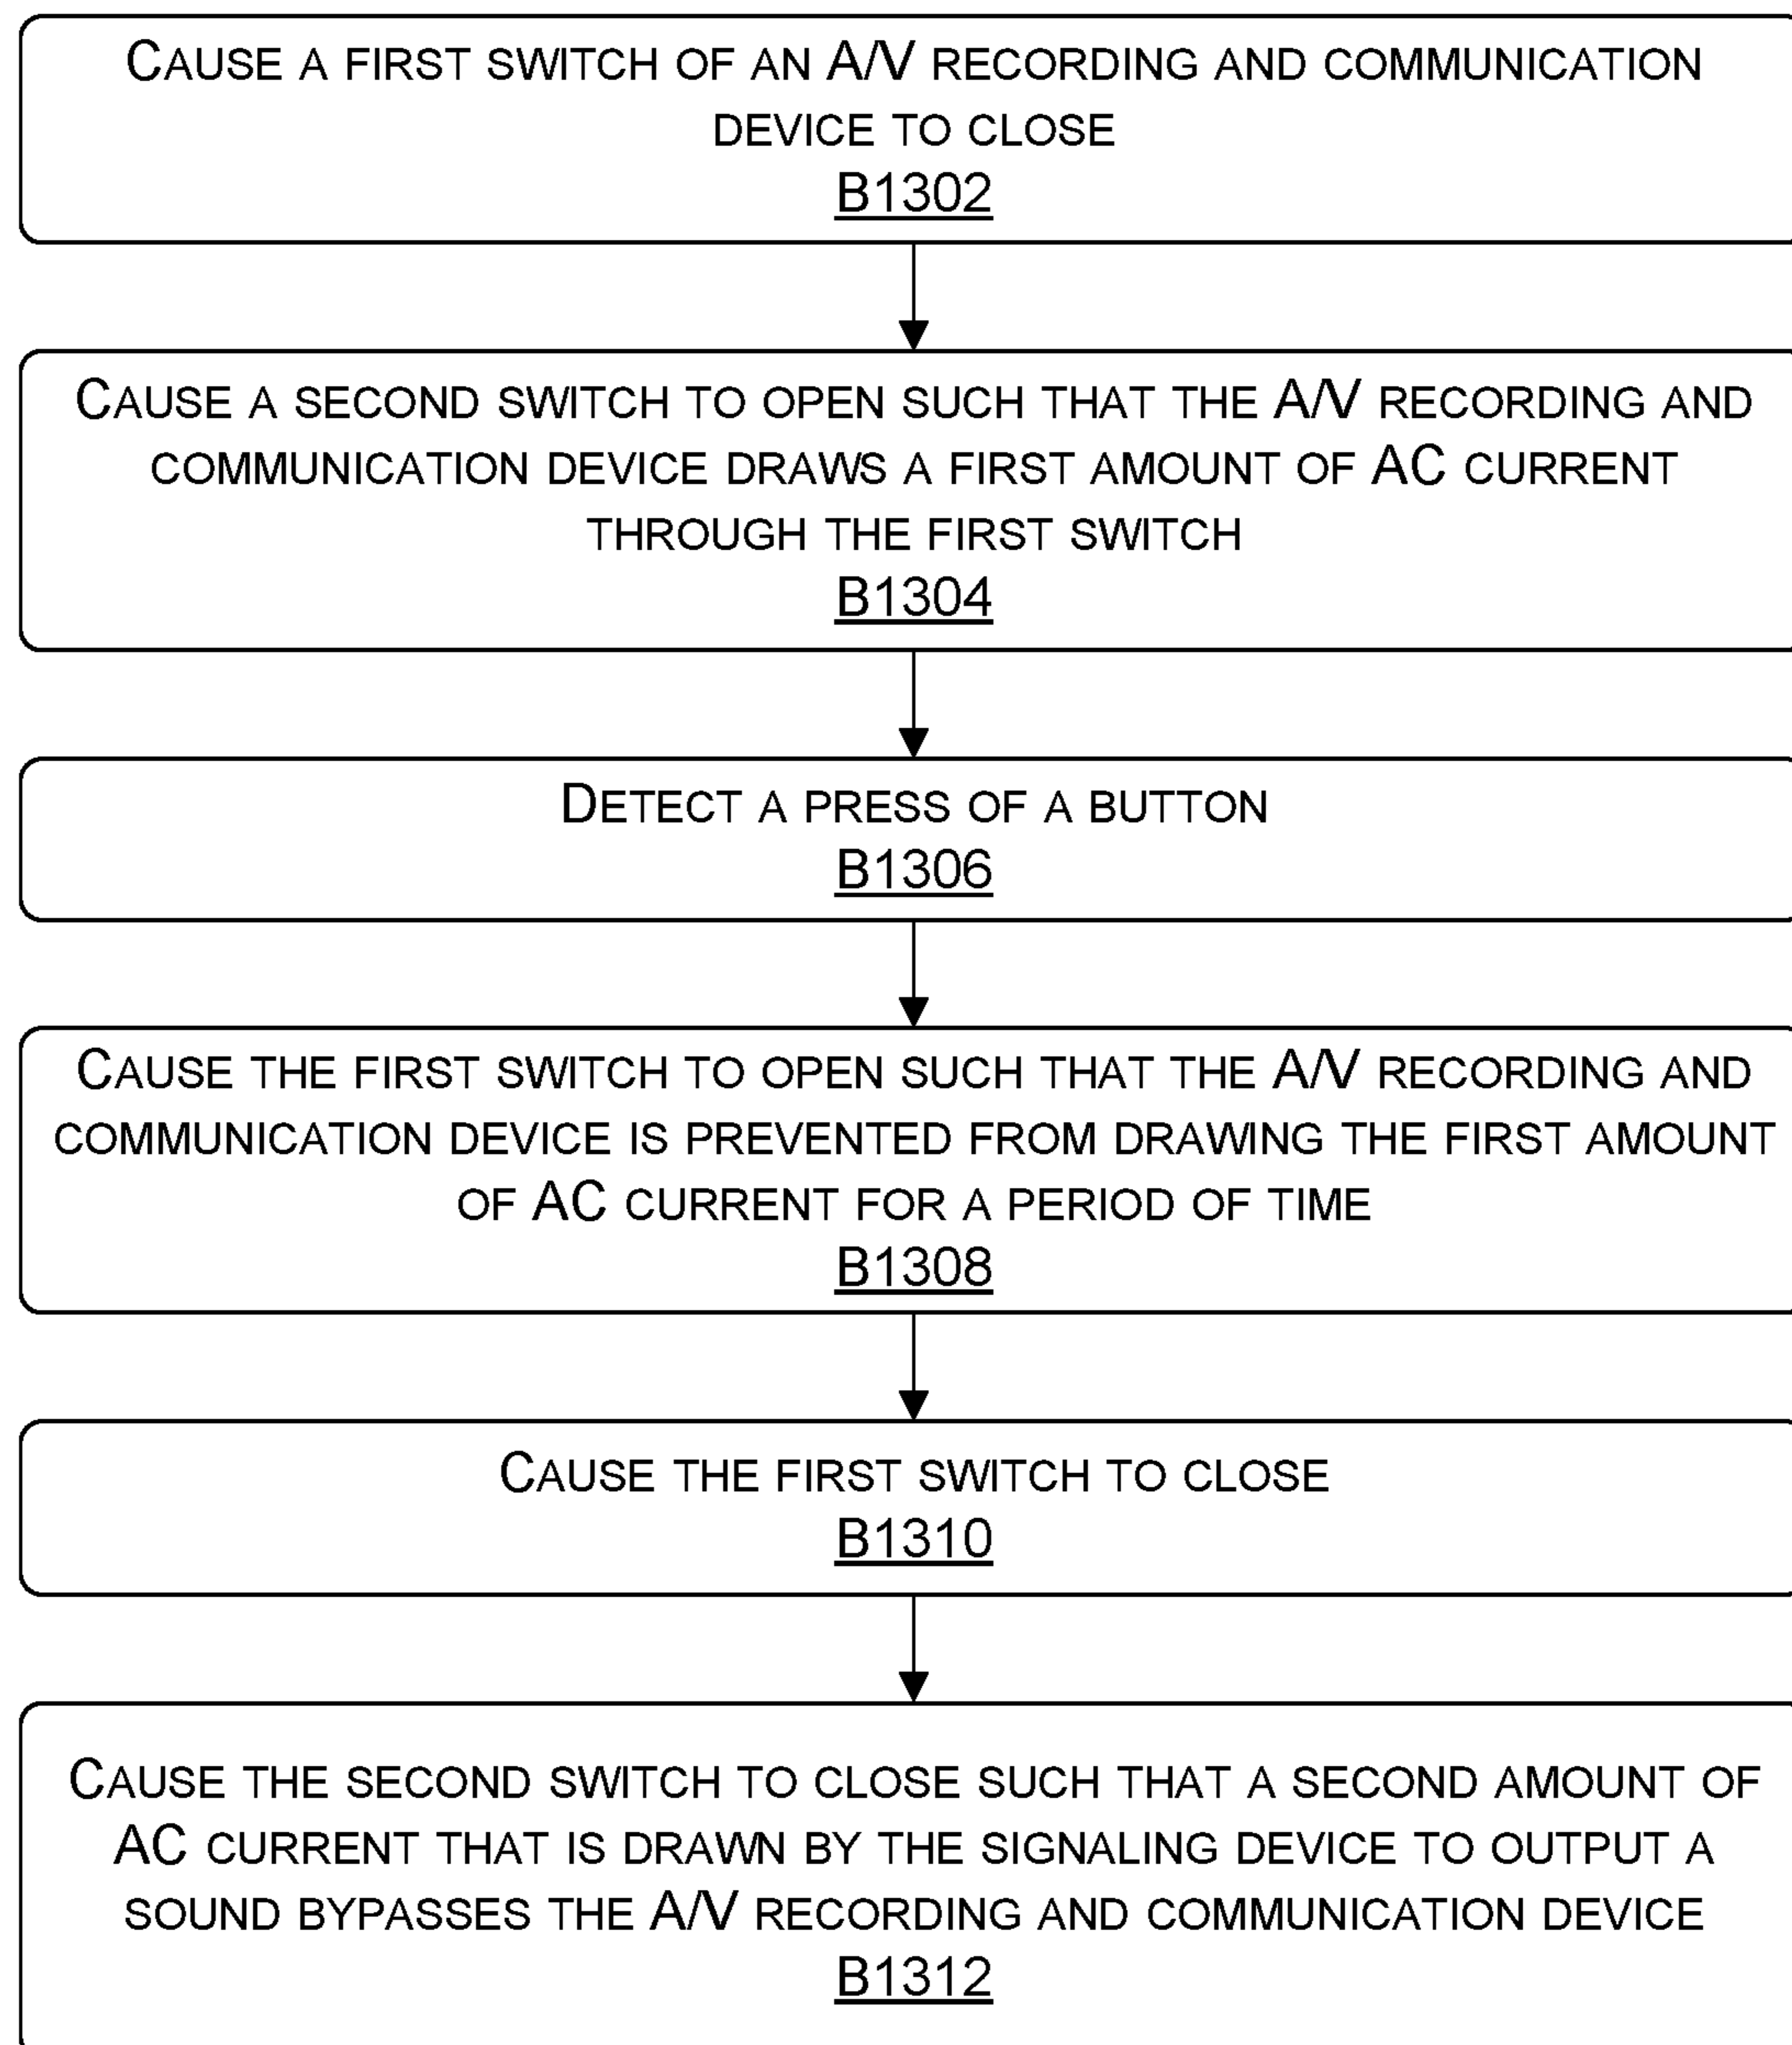 CAUSE A FIRST SWITCH OF AN A/V RECORDING AND COMMUNICATION
DEVICE TO CLOSE
B1302
CAUSE A SECOND SWITCH TO OPEN SUCH THAT THE A/V RECORDING AND
COMMUNICATION DEVICE DRAWS A FIRST AMOUNT OF AC CURRENT
THROUGH THE FIRST SWITCH
B1304
DETECT A PRESS OF A BUTTON
B1306
CAUSE THE FIRST SWITCH TO OPEN SUCH THAT THE A/V RECORDING AND
COMMUNICATION DEVICE IS PREVENTED FROM DRAWING THE FIRST AMOUNT
OF AC CURRENT FOR A PERIOD OF TIME
B1308
CAUSE THE FIRST SWITCH TO CLOSE
B1310
CAUSE THE SECOND SWITCH TO CLOSE SUCH THAT A SECOND AMOUNT OF
AC CURRENT THAT IS DRAWN BY THE SIGNALING DEVICE TO OUTPUT A
SOUND BYPASSES THE A/V RECORDING AND COMMUNICATION DEVICE
B1312